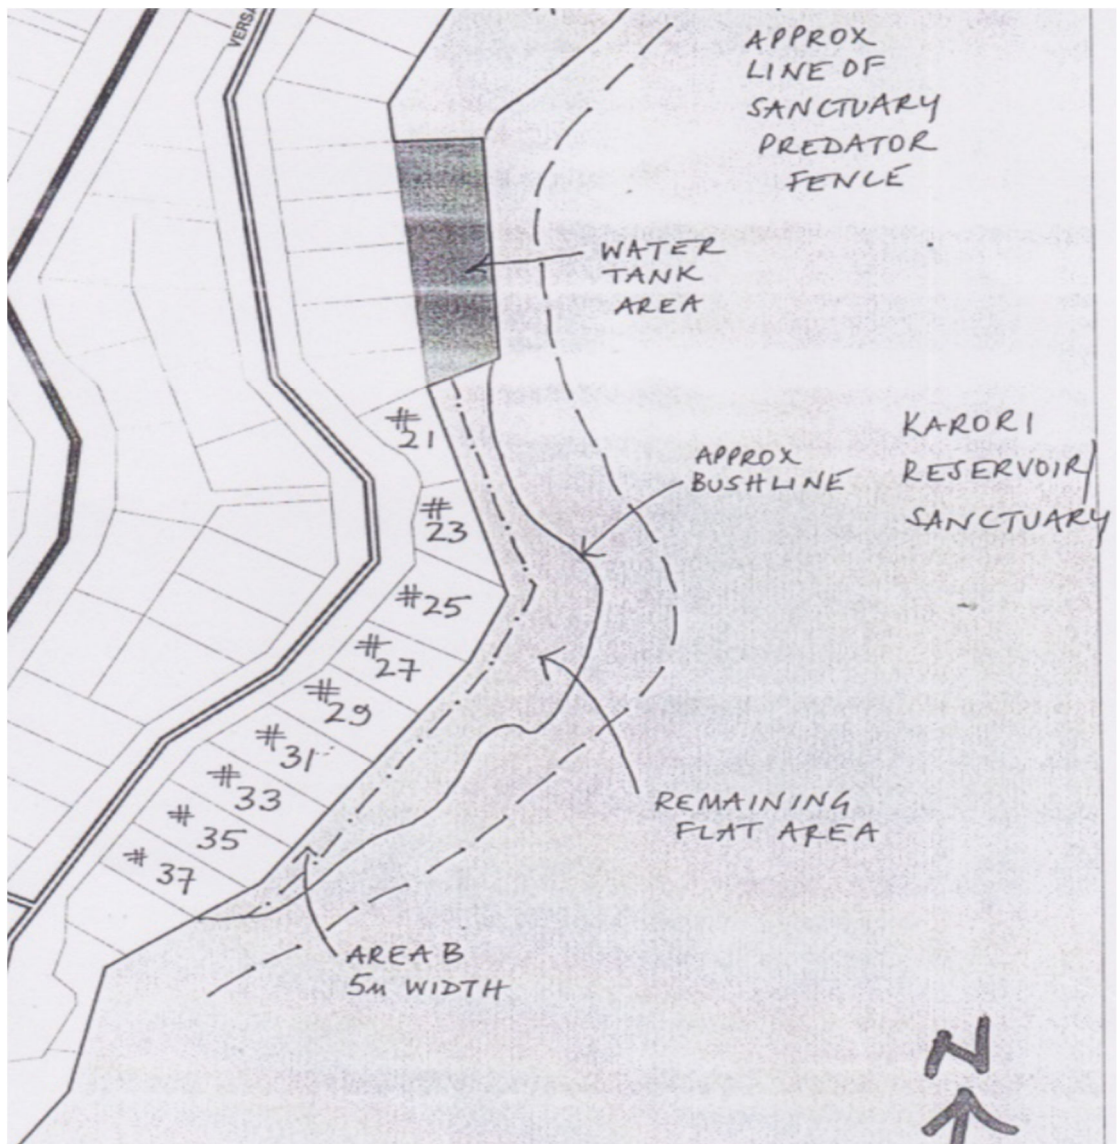 VERSA
APPROX
LINE OF
SANCTUARY
PREDATOR
FENCE
WATER
TANK
AREA
#21
APPROX
BUSHLINE
KARORI
RESERVOIR/
SANCTUARY
#23
#25
#27
#29
#31
#33
#35
#37
REMAINING
FLAT AREA
AREA B
5m WIDTH
N